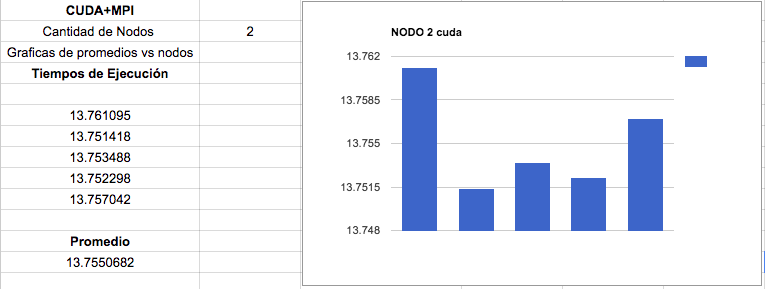 CUDA+MPI
Cantidad de Nodos 2
Graficas de promedios vs nodos
Tiempos de Ejecución
13.761095
13.751418
13.753488
13.752298
13.757042
Promedio
13.7550682
NODO 2 cuda
13.762
13.7585
13.755
13.7515
13.748